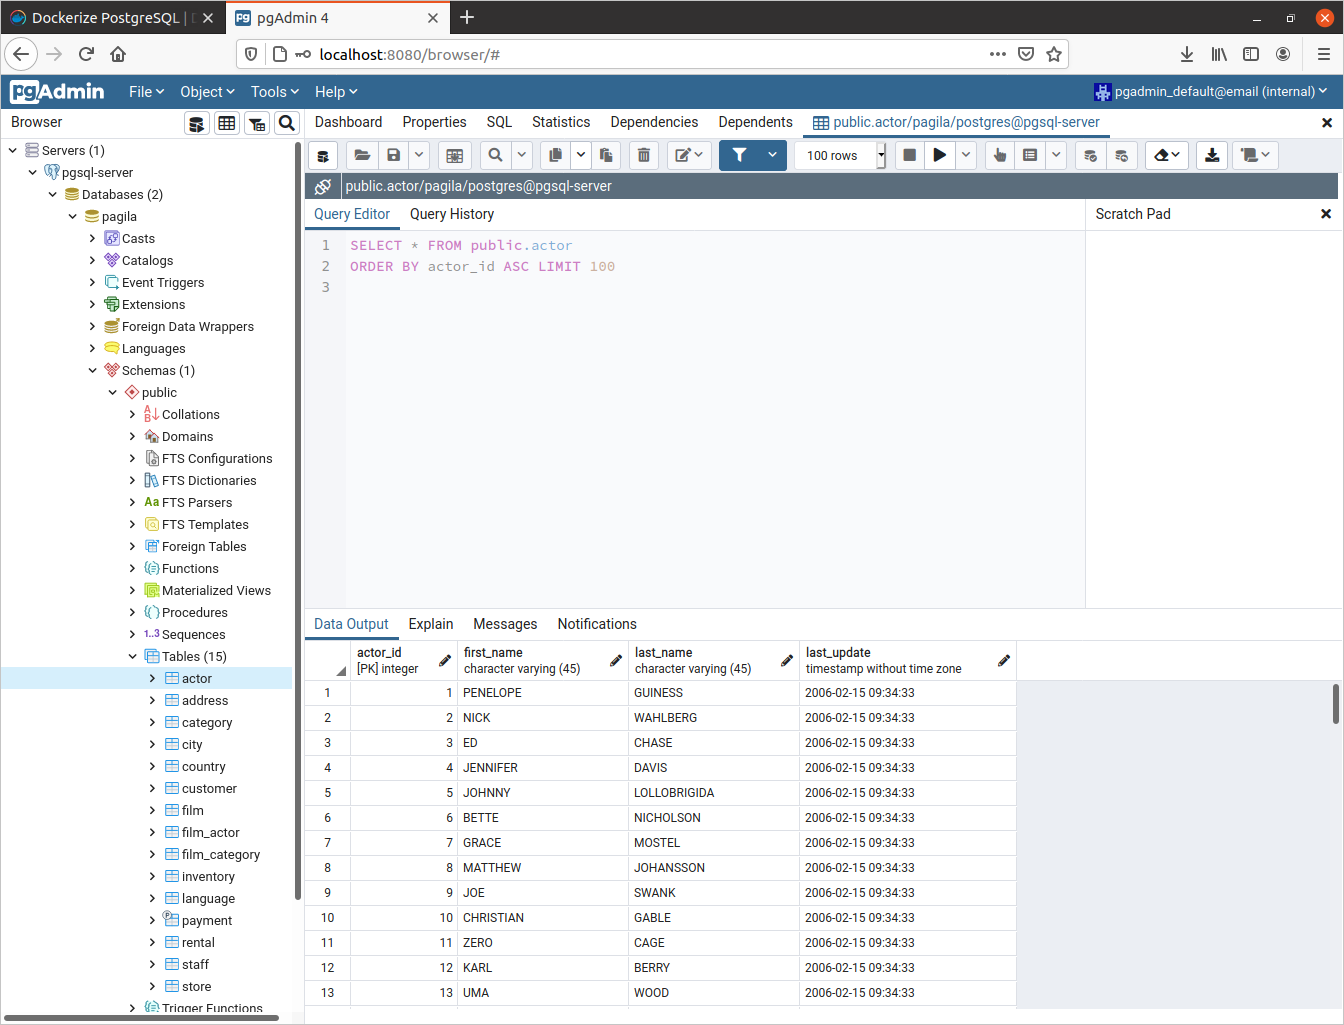 Dockerize PostgreSQL |
pgAdmin 4
localhost:8080/browser/#
pgAdmin
File
Object
Tools
Help
pgadmin_default@email (internal)
Browser
Dashboard
Properties
SQL
Statistics
Dependencies
Dependents
public.actor/pagila/postgres@pgsql-server
100 rows
public.actor/pagila/postgres@pgsql-server
Query Editor
Query History
Scratch Pad
1 SELECT * FROM public.actor
2 ORDER BY actor_id ASC LIMIT 100
3
Servers (1)
pgsql-server
Databases (2)
pagila
Casts
Catalogs
Event Triggers
Extensions
Foreign Data Wrappers
Languages
Schemas (1)
public
Collations
Domains
FTS Configurations
FTS Dictionaries
Aa FTS Parsers
FTS Templates
Foreign Tables
Functions
Materialized Views
Procedures
1..3 Sequences
Tables (15)
actor
address
category
city
country
customer
film
film_actor
film_category
inventory
language
payment
rental
staff
store
Trigger Functions
Data Output
Explain
Messages
Notifications
actor_id
[PK] integer
first_name
character varying (45)
last_name
character varying (45)
last_update
timestamp without time zone
1 1 PENELOPE GUINESS 2006-02-15 09:34:33
2 2 NICK WAHLBERG 2006-02-15 09:34:33
3 3 ED CHASE 2006-02-15 09:34:33
4 4 JENNIFER DAVIS 2006-02-15 09:34:33
5 5 JOHNNY LOLLOBRIGIDA 2006-02-15 09:34:33
6 6 BETTE NICHOLSON 2006-02-15 09:34:33
7 7 GRACE MOSTEL 2006-02-15 09:34:33
8 8 MATTHEW JOHANSSON 2006-02-15 09:34:33
9 9 JOE SWANK 2006-02-15 09:34:33
10 10 CHRISTIAN GABLE 2006-02-15 09:34:33
11 11 ZERO CAGE 2006-02-15 09:34:33
12 12 KARL BERRY 2006-02-15 09:34:33
13 13 UMA WOOD 2006-02-15 09:34:33